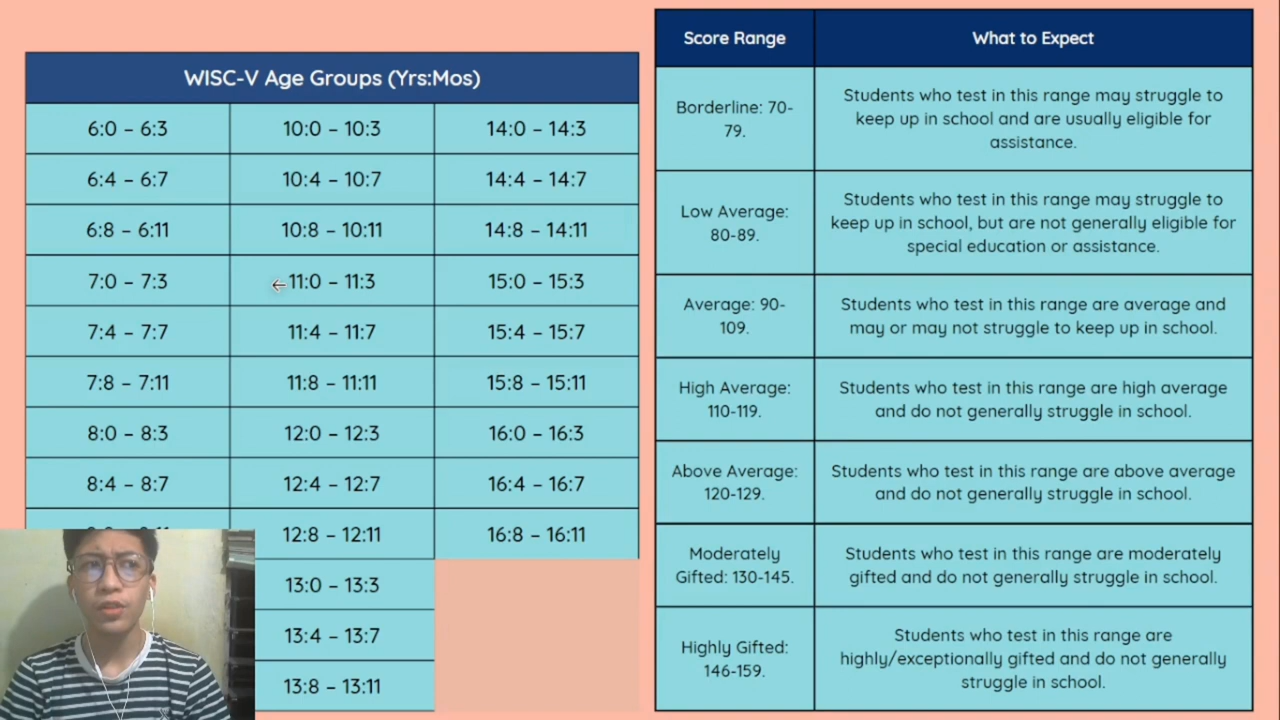 WISC-V Age Groups (Yrs:Mos)
6:0 – 6:3
10:0 – 10:3
14:0 – 14:3
6:4 – 6:7
10:4 – 10:7
14:4 – 14:7
6:8 – 6:11
10:8 – 10:11
14:8 – 14:11
7:0 – 7:3
11:0 – 11:3
15:0 – 15:3
7:4 – 7:7
11:4 – 11:7
15:4 – 15:7
7:8 – 7:11
11:8 – 11:11
15:8 – 15:11
8:0 – 8:3
12:0 – 12:3
16:0 – 16:3
8:4 – 8:7
12:4 – 12:7
16:4 – 16:7
12:8 – 12:11
16:8 – 16:11
13:0 – 13:3
13:4 – 13:7
13:8 – 13:11
Score Range
What to Expect
Borderline: 70-
79.
Students who test in this range may struggle to
keep up in school and are usually eligible for
assistance.
Low Average:
80-89.
Students who test in this range may struggle to
keep up in school, but are not generally eligible for
special education or assistance.
Average: 90-
109.
Students who test in this range are average and
may or may not struggle to keep up in school.
High Average:
110-119.
Students who test in this range are high average
and do not generally struggle in school.
Above Average:
120-129.
Students who test in this range are above average
and do not generally struggle in school.
Moderately
Gifted: 130-145.
Students who test in this range are moderately
gifted and do not generally struggle in school.
Highly Gifted:
146-159.
Students who test in this range are
highly/exceptionally gifted and do not generally
struggle in school.